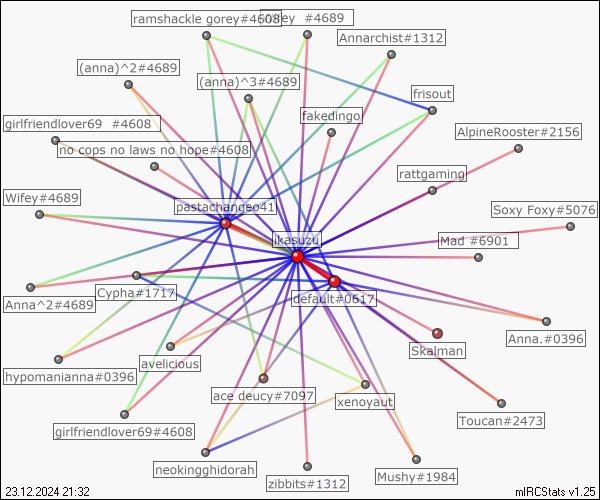 ramshackle gorey#4608
#4689
Annarchist#1312
(anna)^2#4689
(anna)^3#4689
frisout
fakedingo
girlfriendlover69 #4608
AlpineRooster#2156
no cops no laws no hope#4608
rattgaming
Wifey#4689
pastachangeo41
Soxy Foxy#5076
ikasuzu
Mad #6901
Cypha#1717
default#0617
Anna^2#4689
Anna.#0396
Skalman
avelicious
hypomanianna#0396
ace deucy#7097
xenoyaut
Toucan#2473
girlfriendlover69#4608
neokingghidorah
Mushy#1984
zibbits#1312
23.12.2024 21:32
mIRCStats v1.25